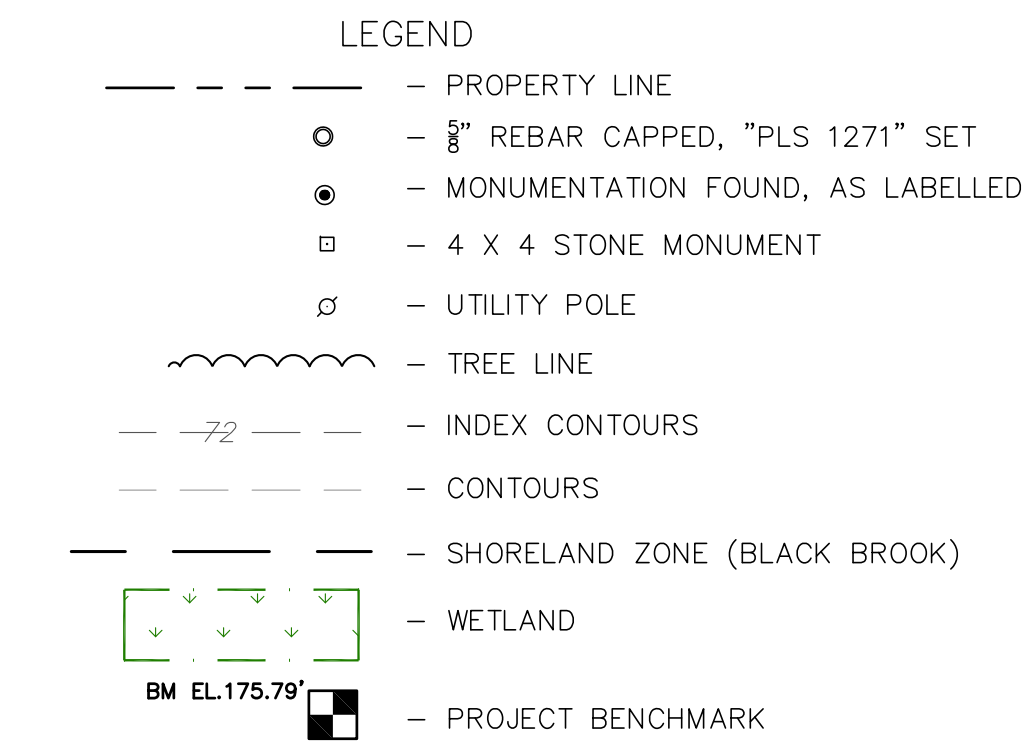 LEGEND
— PROPERTY LINE
— 5/8" REBAR CAPPED, "PLS 1271" SET
— MONUMENTATION FOUND, AS LABELLED
— 4 X 4 STONE MONUMENT
— UTILITY POLE
— TREE LINE
72 — INDEX CONTOURS
— CONTOURS
— SHORELAND ZONE (BLACK BROOK)
— WETLAND
BM EL.175.79'
— PROJECT BENCHMARK